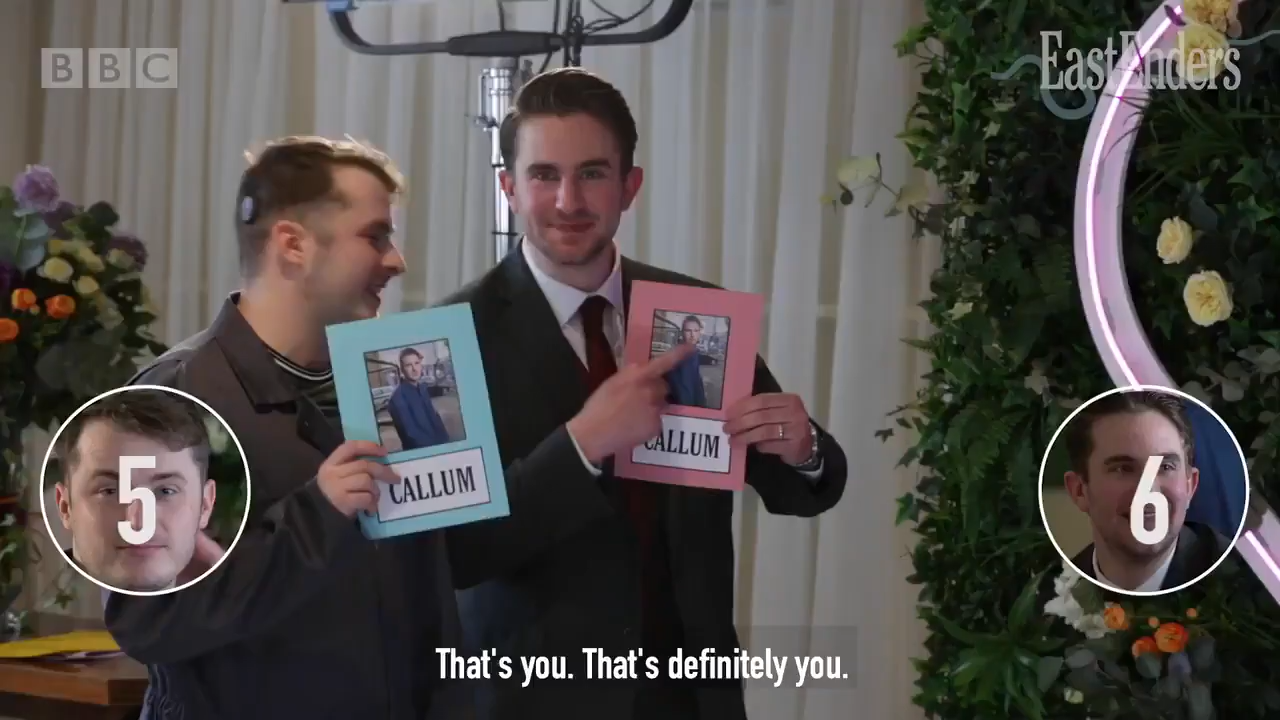 BBC
EastEnders
CALLUM
CALLUM
5
6
That's you. That's definitely you.